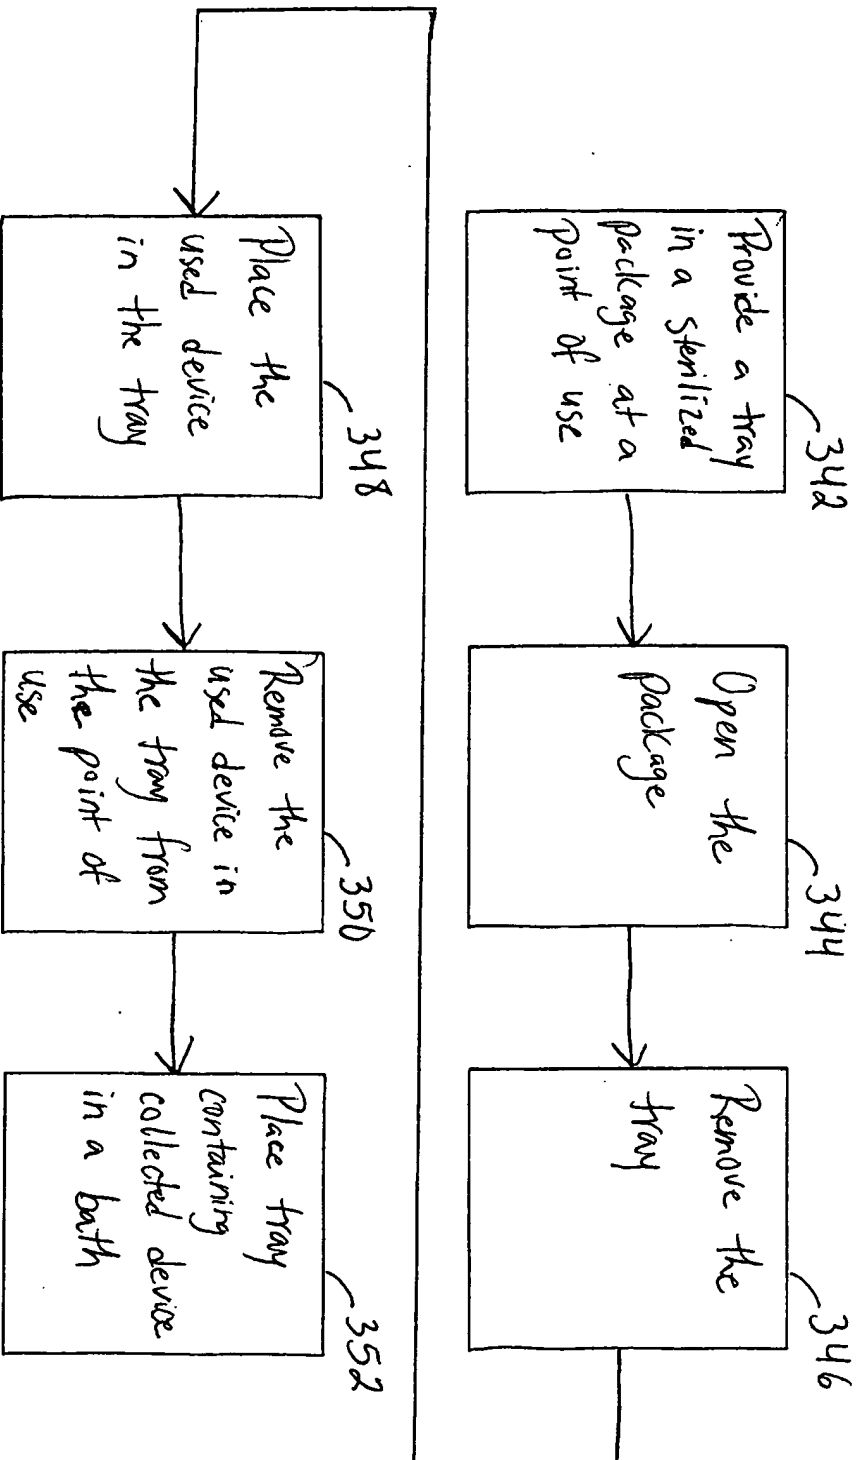 342
Provide a tray
in a sterilized
package at a
point of use
344
Open the
package
346
Remove the
tray
348
Place the
used device
in the tray
350
Remove the
used device in
the tray from
the point of
use
352
Place tray
containing
collected device
in a bath